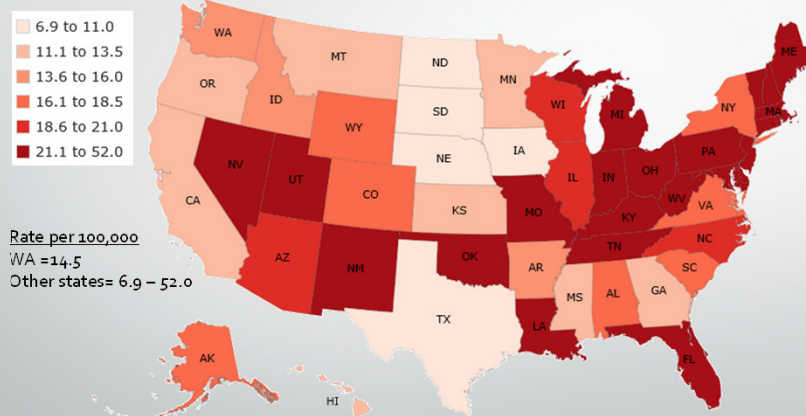 6.9 to 11.0
11.1 to 13.5
13.6 to 16.0
16.1 to 18.5
18.6 to 21.0
21.1 to 52.0
WA
MT
ND
MN
ME
OR
ID
SD
WI
MI
NY
MA
WY
NE
IA
PA
NV
UT
CO
IL
IN
OH
WV
VA
CA
KS
MO
KY
NC
TN
AZ
NM
OK
AR
SC
MS
AL
GA
TX
LA
FL
AK
HI
Rate per 100,000
WA =14.5
Other states= 6.9 – 52.0